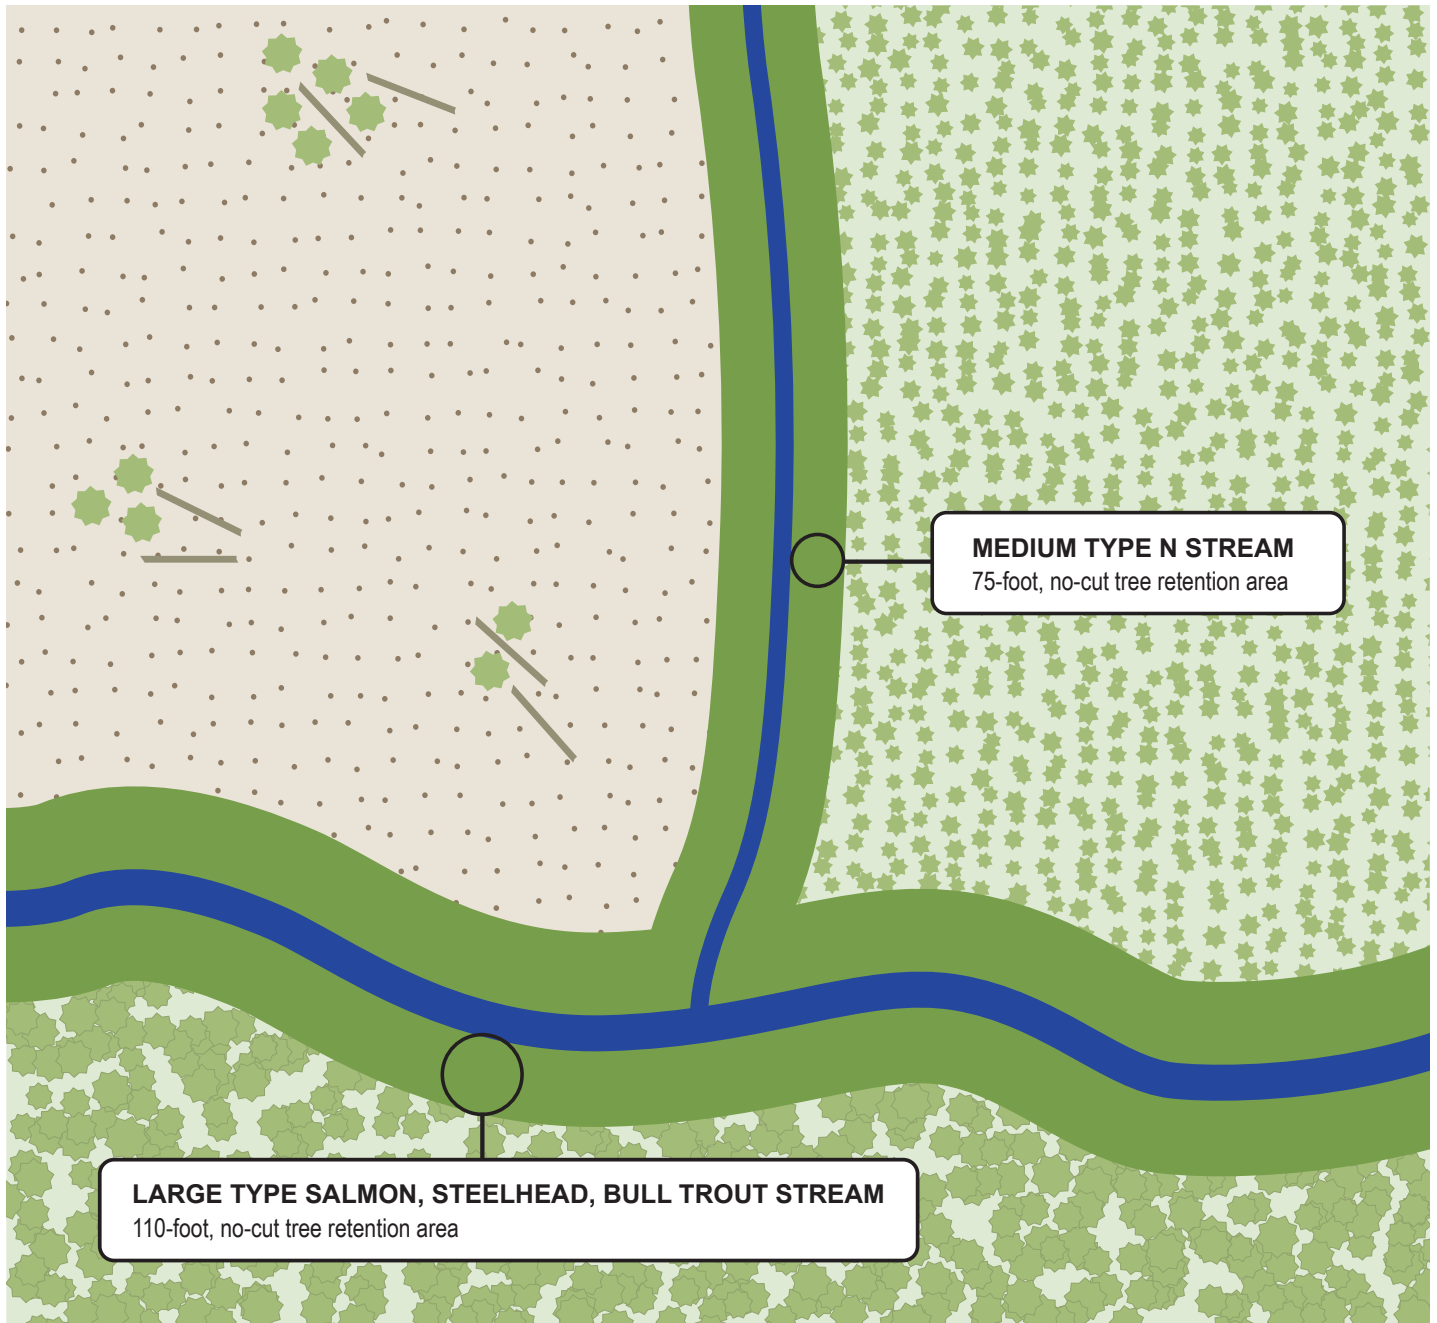 MEDIUM TYPE N STREAM
75-foot, no-cut tree retention area
LARGE TYPE SALMON, STEELHEAD, BULL TROUT STREAM
110-foot, no-cut tree retention area